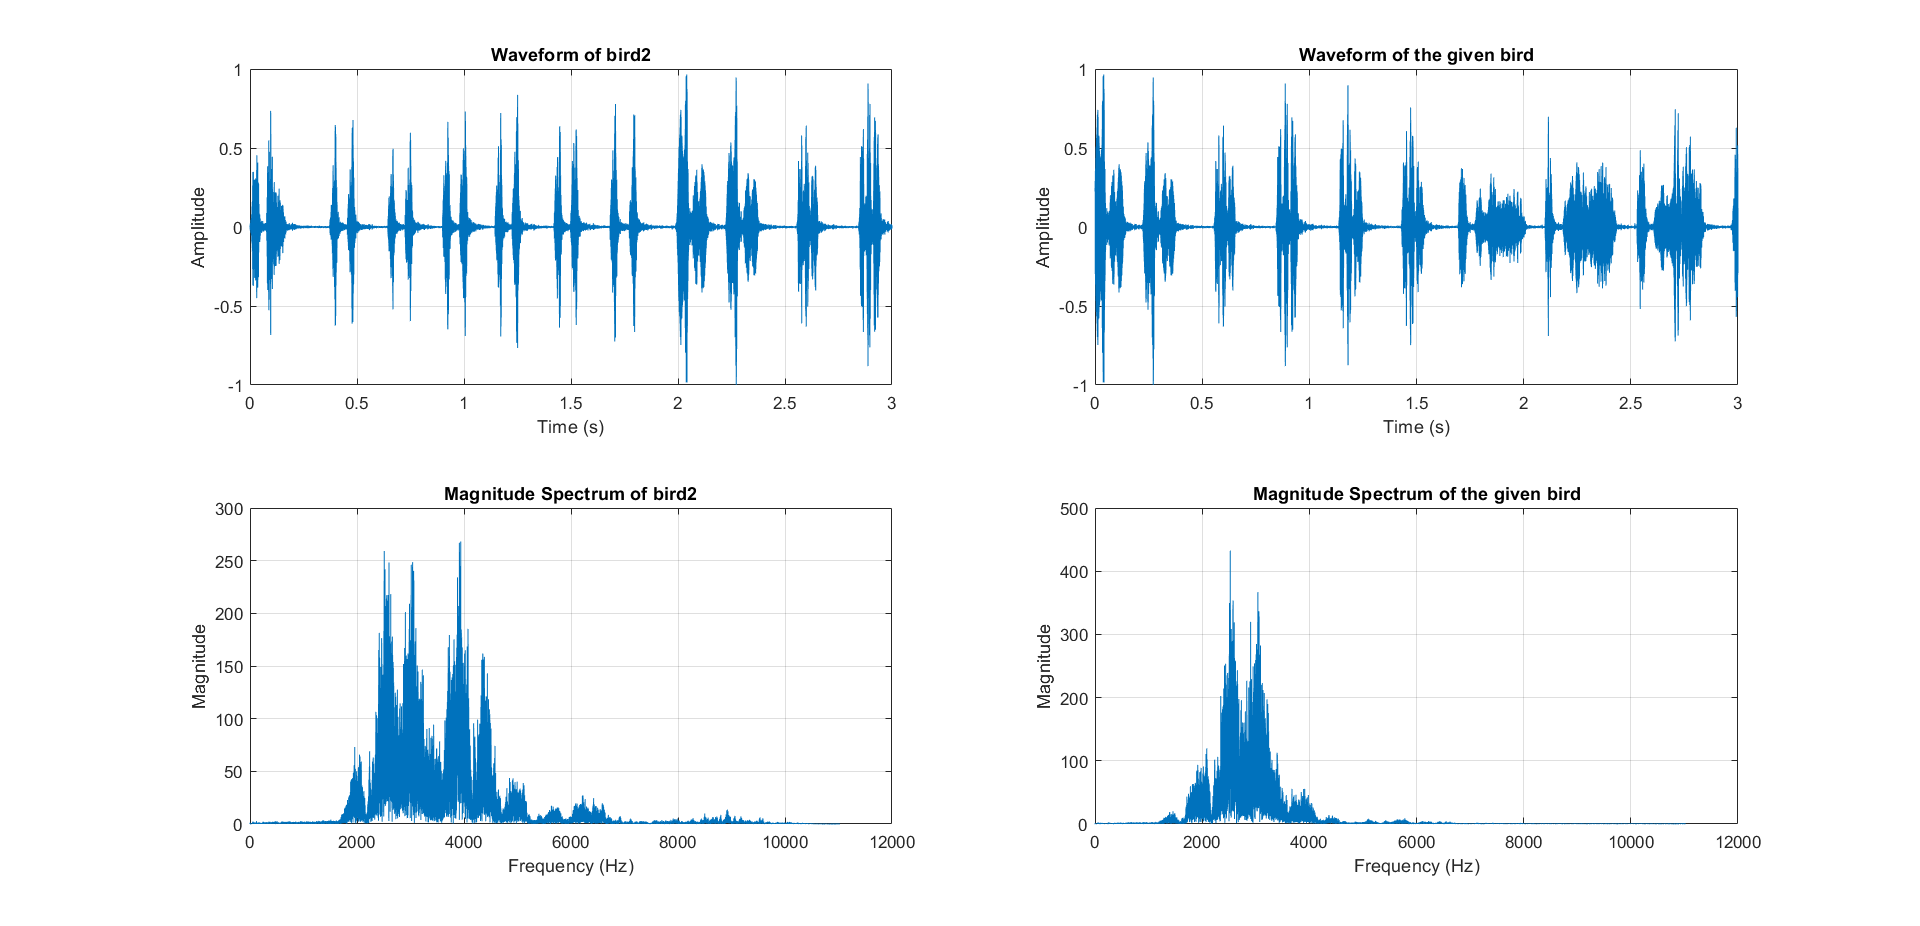 Waveform of bird2
1
0.5
0
-0.5
-1
Amplitude
0 0.5 1 1.5 2 2.5 3
Time (s)
Waveform of the given bird
1
0.5
0
-0.5
-1
Amplitude
0 0.5 1 1.5 2 2.5 3
Time (s)
Magnitude Spectrum of bird2
300
250
200
150
100
50
0
Magnitude
0 2000 4000 6000 8000 10000 12000
Frequency (Hz)
Magnitude Spectrum of the given bird
500
400
300
200
100
0
Magnitude
0 2000 4000 6000 8000 10000 12000
Frequency (Hz)